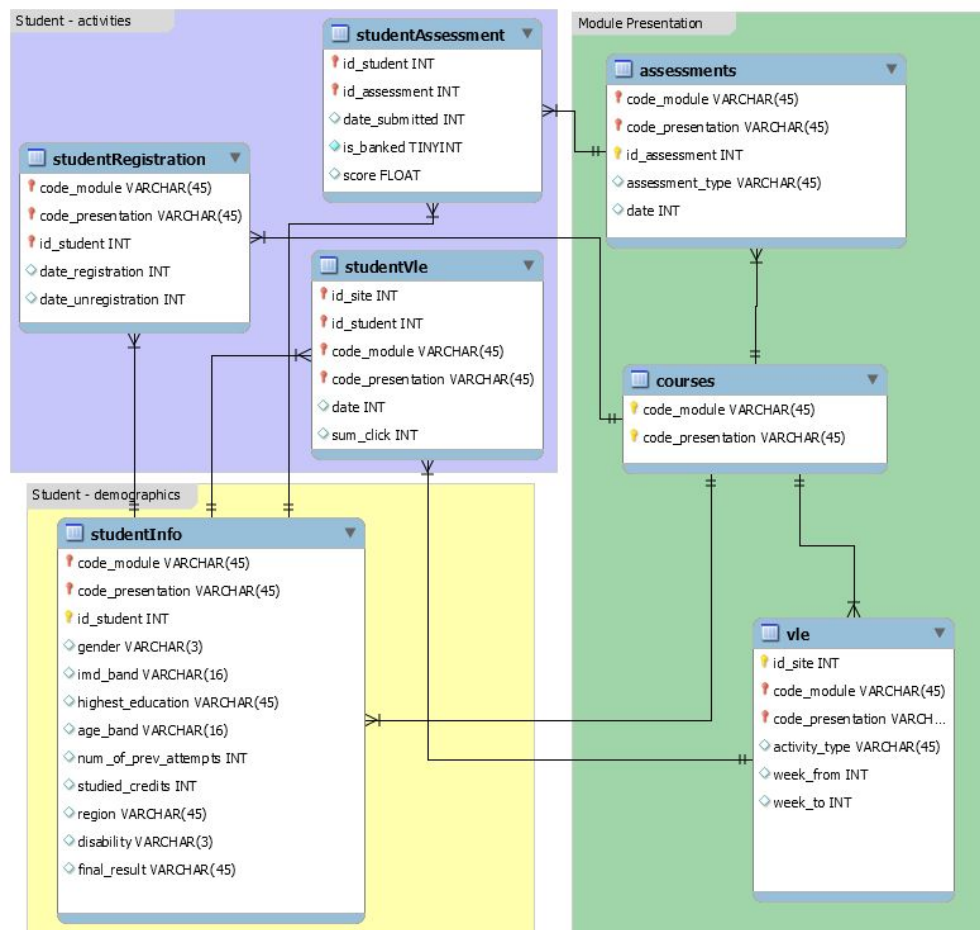 Student - activities
studentAssessment
id_student INT
id_assessment INT
date_submitted INT
is_banked TINYINT
score FLOAT
studentRegistration
code_module VARCHAR(45)
code_presentation VARCHAR(45)
id_student INT
date_registration INT
date_unregistration INT
studentVle
id_site INT
id_student INT
code_module VARCHAR(45)
code_presentation VARCHAR(45)
date INT
sum_click INT
Student - demographics
studentInfo
code_module VARCHAR(45)
code_presentation VARCHAR(45)
id_student INT
gender VARCHAR(3)
imd_band VARCHAR(16)
highest_education VARCHAR(45)
age_band VARCHAR(16)
num_of_prev_attempts INT
studied_credits INT
region VARCHAR(45)
disability VARCHAR(3)
final_result VARCHAR(45)
Module Presentation
assessments
code_module VARCHAR(45)
code_presentation VARCHAR(45)
id_assessment INT
assessment_type VARCHAR(45)
date INT
courses
code_module VARCHAR(45)
code_presentation VARCHAR(45)
vle
id_site INT
code_module VARCHAR(45)
code_presentation VARCH...
activity_type VARCHAR(45)
week_from INT
week_to INT